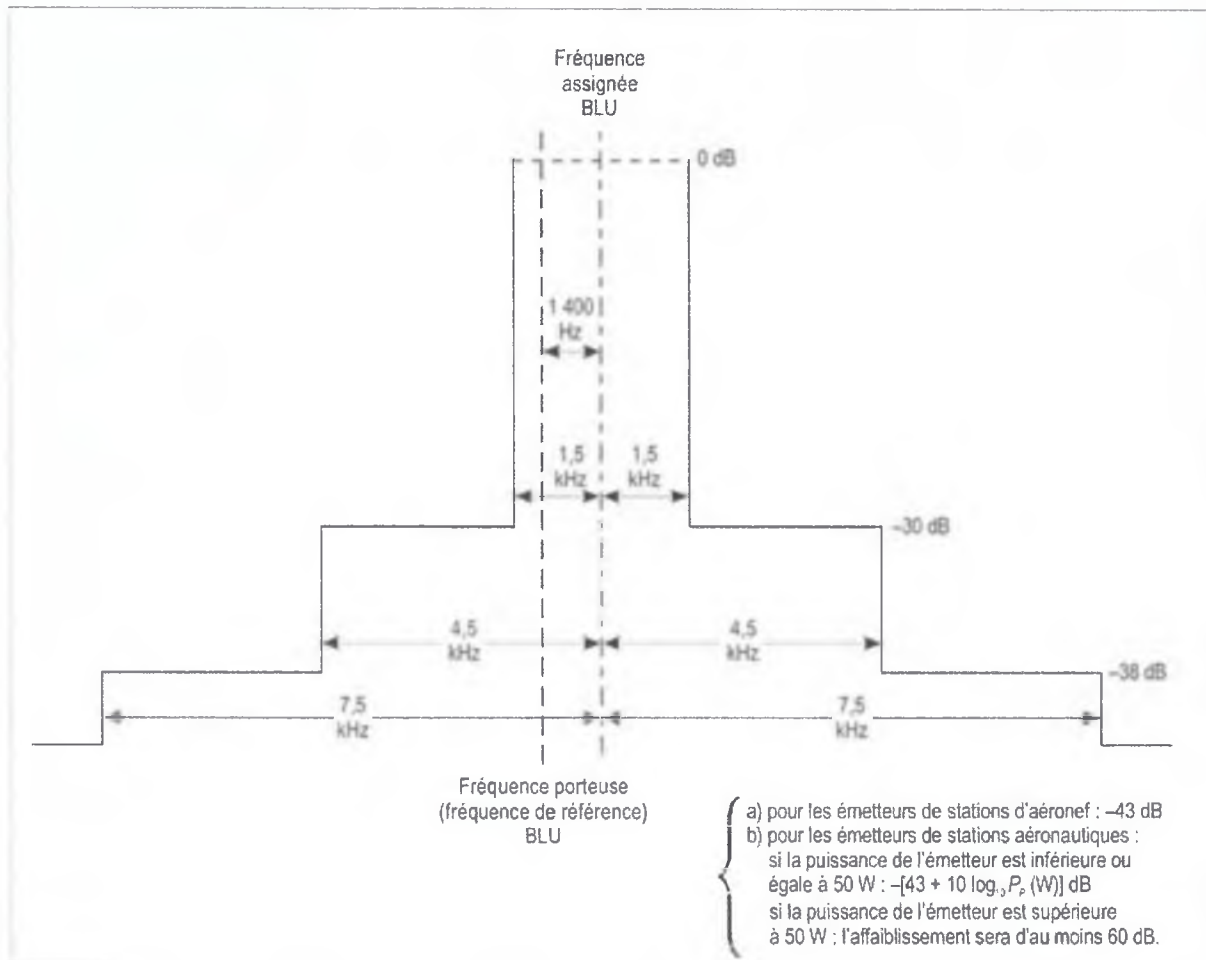 Fréquence
assignée
BLU
0 dB
1 400
Hz
1,5
kHz
1,5
kHz
–30 dB
4,5
kHz
4,5
kHz
–38 dB
7,5
kHz
7,5
kHz
Fréquence porteuse
(fréquence de référence)
BLU
a) pour les émetteurs de stations d'aéronef : –43 dB
b) pour les émetteurs de stations aéronautiques :
si la puissance de l'émetteur est inférieure ou
égale à 50 W : –[43 + 10 log₁₀ Pₚ (W)] dB
si la puissance de l'émetteur est supérieure
à 50 W : l'affaiblissement sera d'au moins 60 dB.